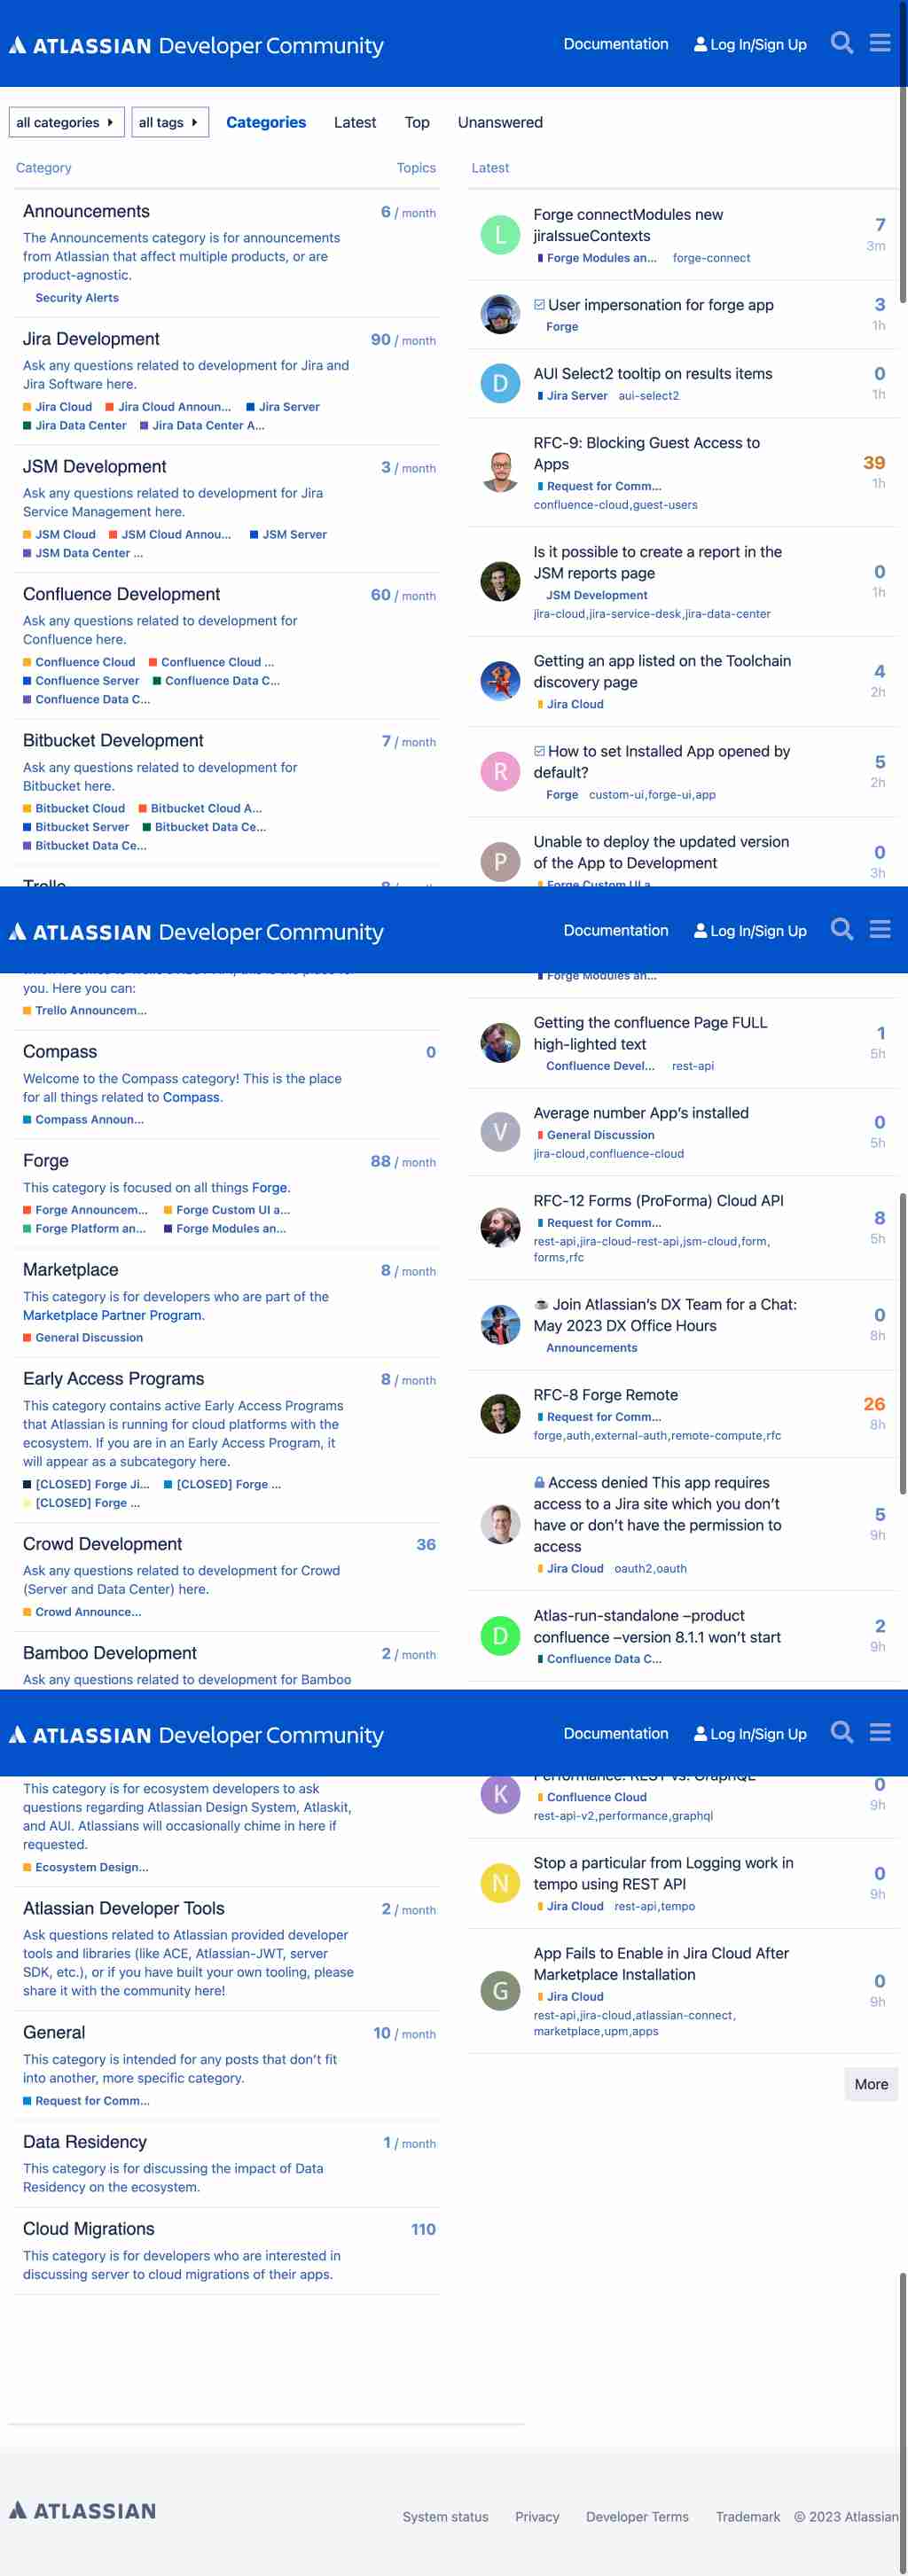 ATLASSIAN Developer Community
Documentation
Log In/Sign Up
all categories
all tags
Categories
Latest
Top
Unanswered
Category
Topics
Announcements
6 / month
The Announcements category is for announcements
from Atlassian that affect multiple products, or are
product-agnostic.
Security Alerts
Jira Development
90 / month
Ask any questions related to development for Jira and
Jira Software here.
Jira Cloud Jira Cloud Announ... Jira Server
Jira Data Center Jira Data Center A...
JSM Development
3 / month
Ask any questions related to development for Jira
Service Management here.
JSM Cloud JSM Cloud Annou... JSM Server
JSM Data Center ...
Confluence Development
60 / month
Ask any questions related to development for
Confluence here.
Confluence Cloud Confluence Cloud ...
Confluence Server Confluence Data C...
Confluence Data C...
Bitbucket Development
7 / month
Ask any questions related to development for
Bitbucket here.
Bitbucket Cloud Bitbucket Cloud A...
Bitbucket Server Bitbucket Data Ce...
Bitbucket Data Ce...
Trello
Latest
L
Forge connectModules new
jiraIssueContexts
Forge Modules an... forge-connect
7
3m
User impersonation for forge app
Forge
3
1h
D
AUI Select2 tooltip on results items
Jira Server aui-select2
0
1h
RFC-9: Blocking Guest Access to
Apps
Request for Comm...
confluence-cloud,guest-users
39
1h
Is it possible to create a report in the
JSM reports page
JSM Development
jira-cloud,jira-service-desk,jira-data-center
0
1h
Getting an app listed on the Toolchain
discovery page
Jira Cloud
4
2h
R
How to set Installed App opened by
default?
Forge custom-ui,forge-ui,app
5
2h
P
Unable to deploy the updated version
of the App to Development
Forge Custom UI a
0
3h
ATLASSIAN Developer Community
Documentation
Log In/Sign Up
you. Here you can:
Trello Announcem...
Compass
0
Welcome to the Compass category! This is the place
for all things related to Compass.
Compass Announ...
Forge
88 / month
This category is focused on all things Forge.
Forge Announcem... Forge Custom UI a...
Forge Platform an... Forge Modules an...
Marketplace
8 / month
This category is for developers who are part of the
Marketplace Partner Program.
General Discussion
Early Access Programs
8 / month
This category contains active Early Access Programs
that Atlassian is running for cloud platforms with the
ecosystem. If you are in an Early Access Program, it
will appear as a subcategory here.
[CLOSED] Forge Ji... [CLOSED] Forge ...
[CLOSED] Forge ...
Crowd Development
36
Ask any questions related to development for Crowd
(Server and Data Center) here.
Crowd Announce...
Bamboo Development
2 / month
Ask any questions related to development for Bamboo
Forge Modules an...
Getting the confluence Page FULL
high-lighted text
Confluence Devel... rest-api
1
5h
V
Average number App's installed
General Discussion
jira-cloud,confluence-cloud
0
5h
RFC-12 Forms (ProForma) Cloud API
Request for Comm...
rest-api,jira-cloud-rest-api,jsm-cloud,form,
forms,rfc
8
5h
Join Atlassian's DX Team for a Chat:
May 2023 DX Office Hours
Announcements
0
8h
RFC-8 Forge Remote
Request for Comm...
forge,auth,external-auth,remote-compute,rfc
26
8h
Access denied This app requires
access to a Jira site which you don't
have or don't have the permission to
access
Jira Cloud oauth2,oauth
5
9h
D
Atlas-run-standalone –product
confluence –version 8.1.1 won't start
Confluence Data C...
2
9h
ATLASSIAN Developer Community
Documentation
Log In/Sign Up
This category is for ecosystem developers to ask
questions regarding Atlassian Design System, Atlaskit,
and AUI. Atlassians will occasionally chime in here if
requested.
Ecosystem Design...
Atlassian Developer Tools
2 / month
Ask questions related to Atlassian provided developer
tools and libraries (like ACE, Atlassian-JWT, server
SDK, etc.), or if you have built your own tooling, please
share it with the community here!
General
10 / month
This category is intended for any posts that don't fit
into another, more specific category.
Request for Comm...
Data Residency
1 / month
This category is for discussing the impact of Data
Residency on the ecosystem.
Cloud Migrations
110
This category is for developers who are interested in
discussing server to cloud migrations of their apps.
K
Performance: REST vs. GraphQL
Confluence Cloud
rest-api-v2,performance,graphql
0
9h
N
Stop a particular from Logging work in
tempo using REST API
Jira Cloud rest-api,tempo
0
9h
G
App Fails to Enable in Jira Cloud After
Marketplace Installation
Jira Cloud
rest-api,jira-cloud,atlassian-connect,
marketplace,upm,apps
0
9h
More
ATLASSIAN
System status
Privacy
Developer Terms
Trademark
© 2023 Atlassian